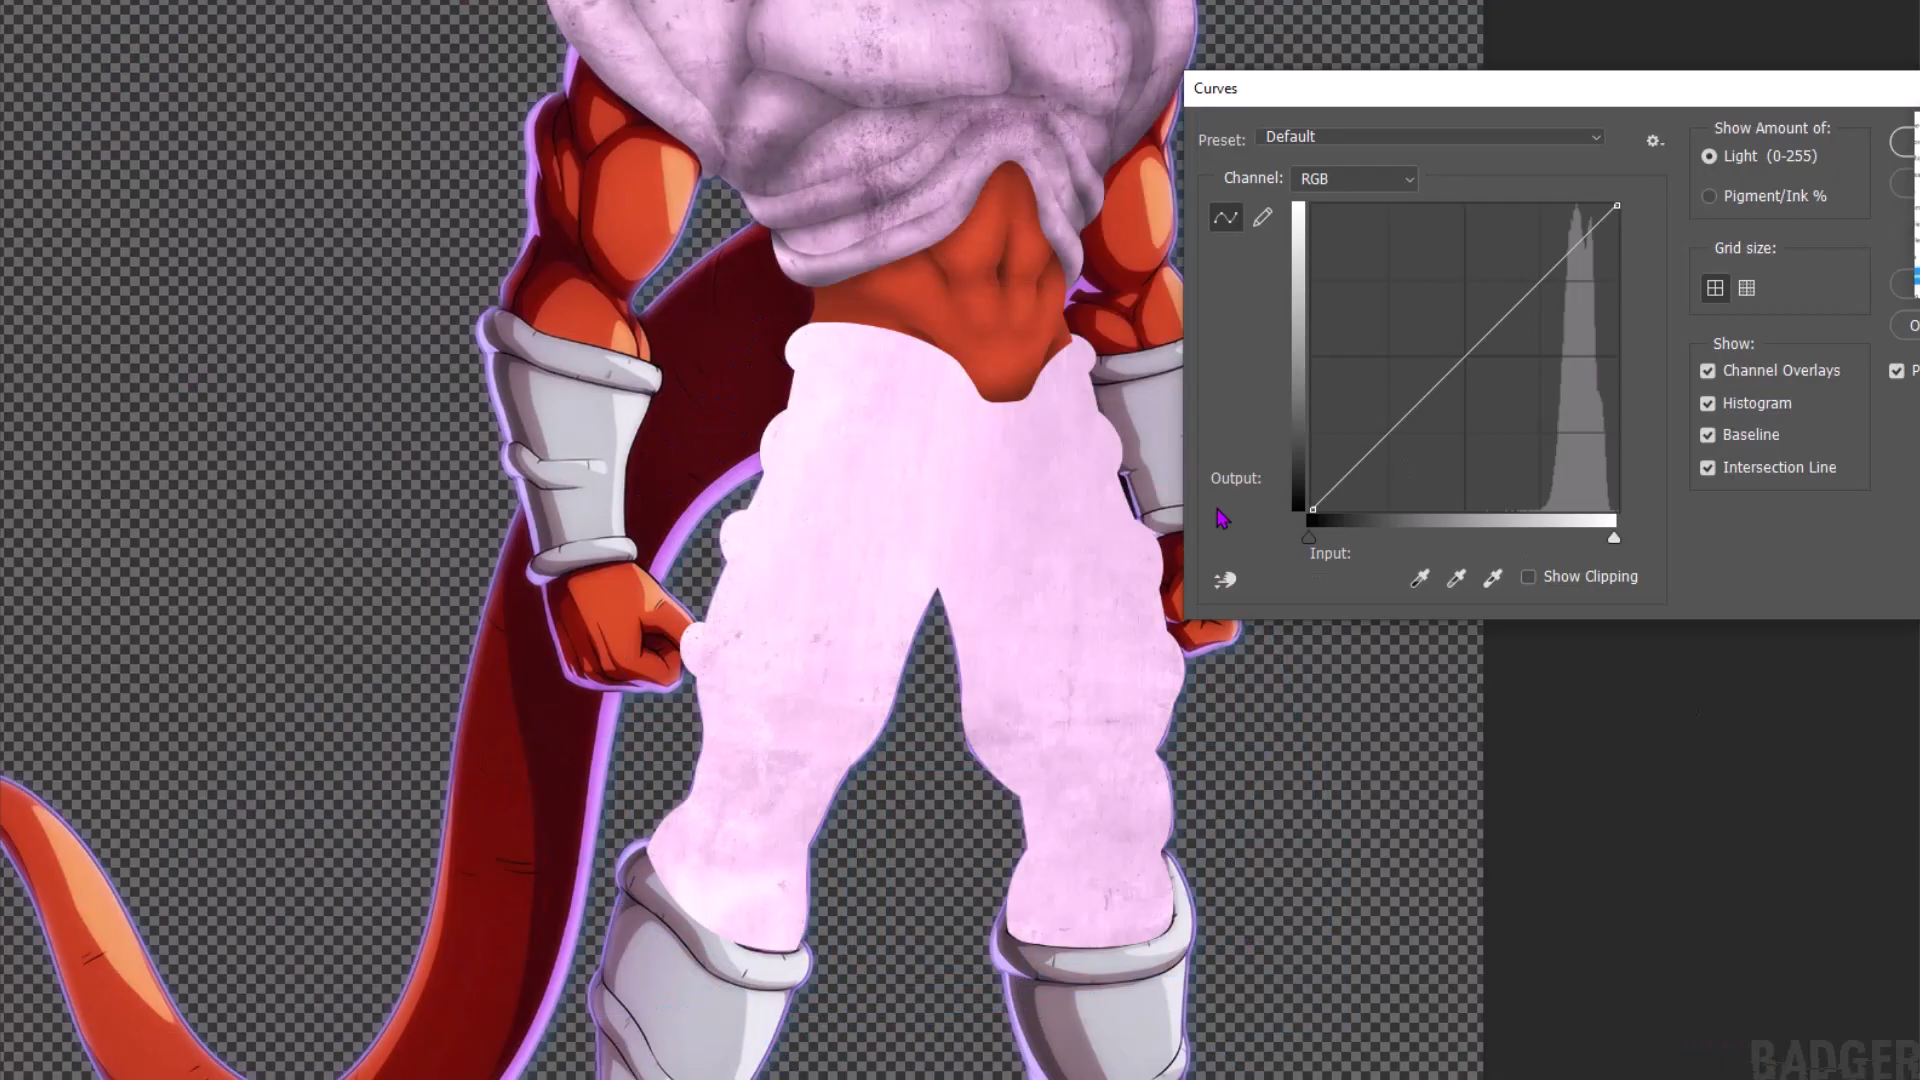 Curves
Preset: Default
Channel: RGB
Output:
Input:
Show Clipping
Show Amount of:
Light (0-255)
Pigment/Ink %
Grid size:
Show:
Channel Overlays
Histogram
Baseline
Intersection Line
O
P
BADGER